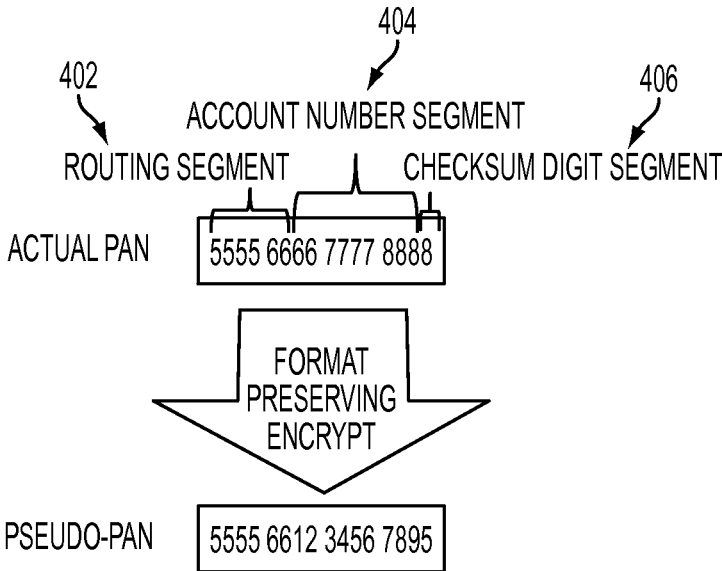 404
402
406
ACCOUNT NUMBER SEGMENT
ROUTING SEGMENT
CHECKSUM DIGIT SEGMENT
ACTUAL PAN
5555 6666 7777 8888
FORMAT
PRESERVING
ENCRYPT
PSEUDO-PAN
5555 6612 3456 7895